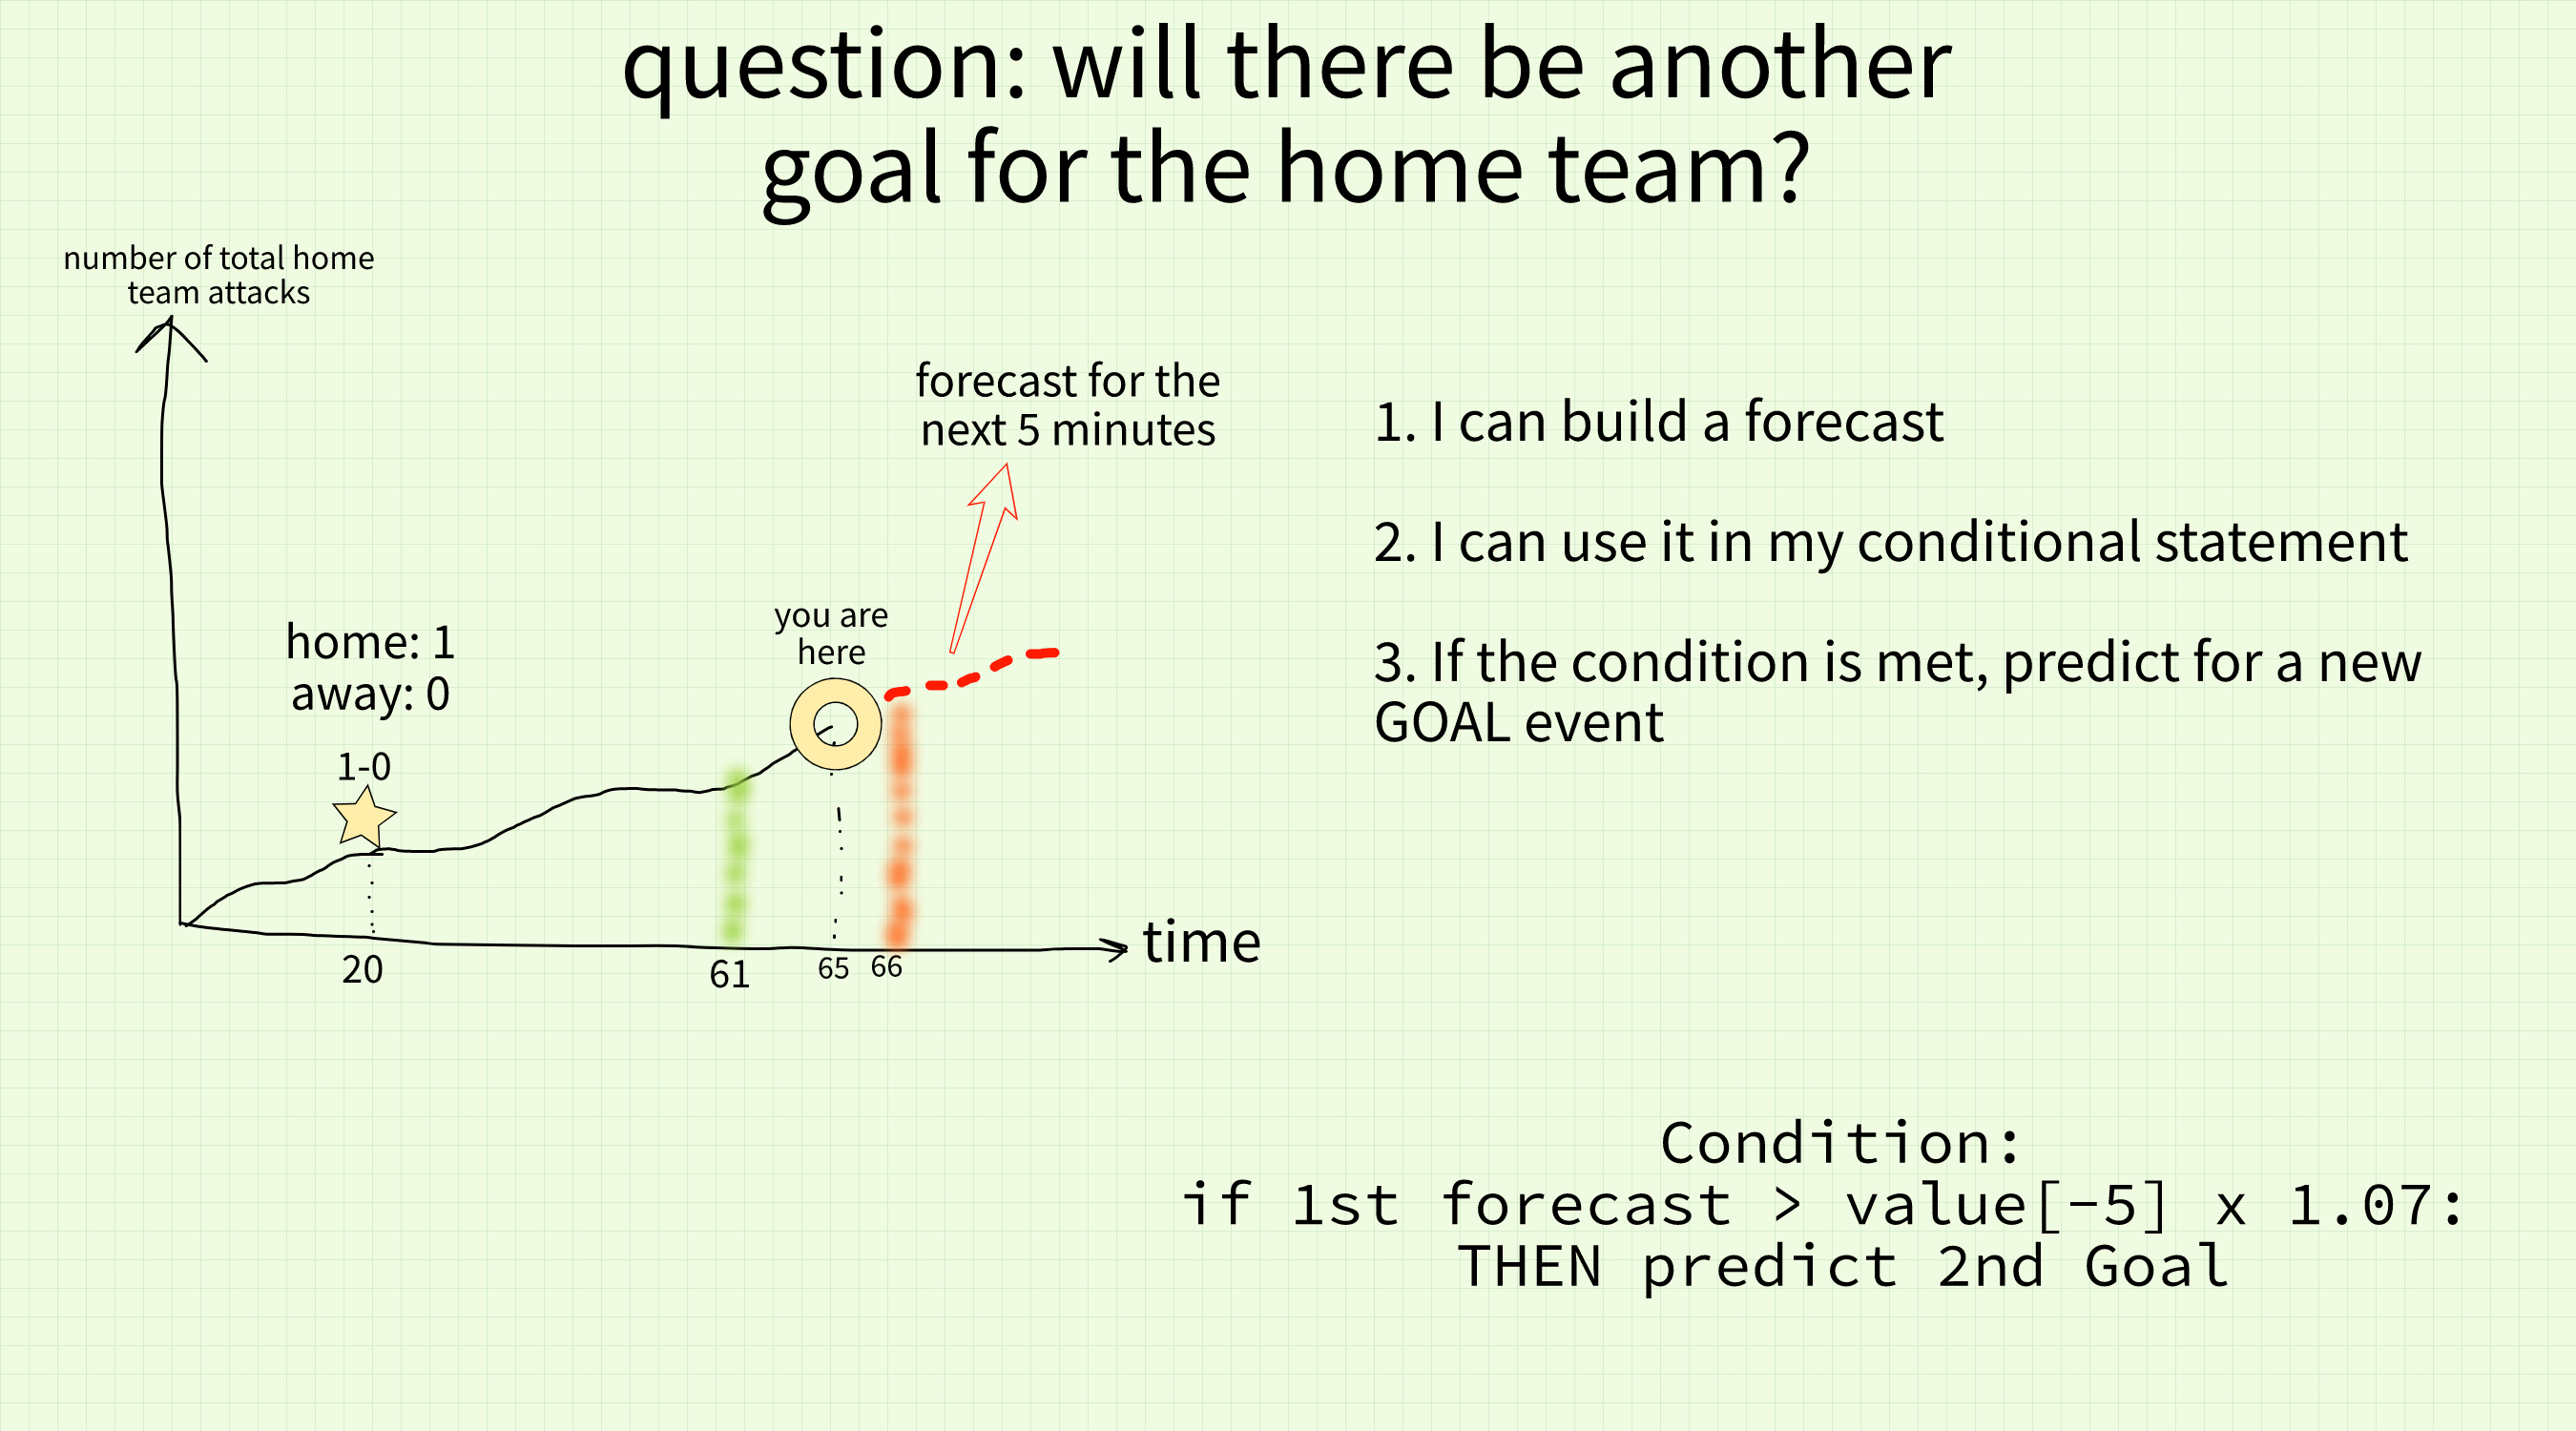 question: will there be another
goal for the home team?
number of total home
team attacks
forecast for the
next 5 minutes
1. I can build a forecast
2. I can use it in my conditional statement
3. If the condition is met, predict for a new
GOAL event
you are
here
home: 1
away: 0
1-0
time
20
61
65
66
Condition:
if 1st forecast > value[-5] x 1.07:
THEN predict 2nd Goal